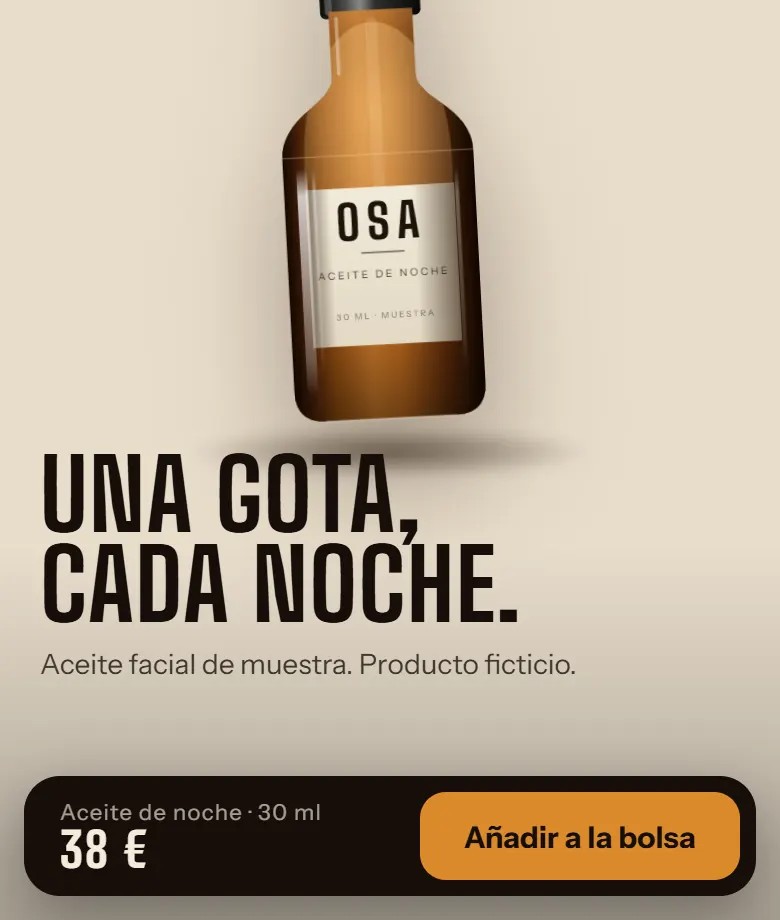 OSA
ACEITE DE NOCHE
30 ML · MUESTRA
UNA GOTA,
CADA NOCHE.
Aceite facial de muestra. Producto ficticio.
Aceite de noche · 30 ml
38 €
Añadir a la bolsa